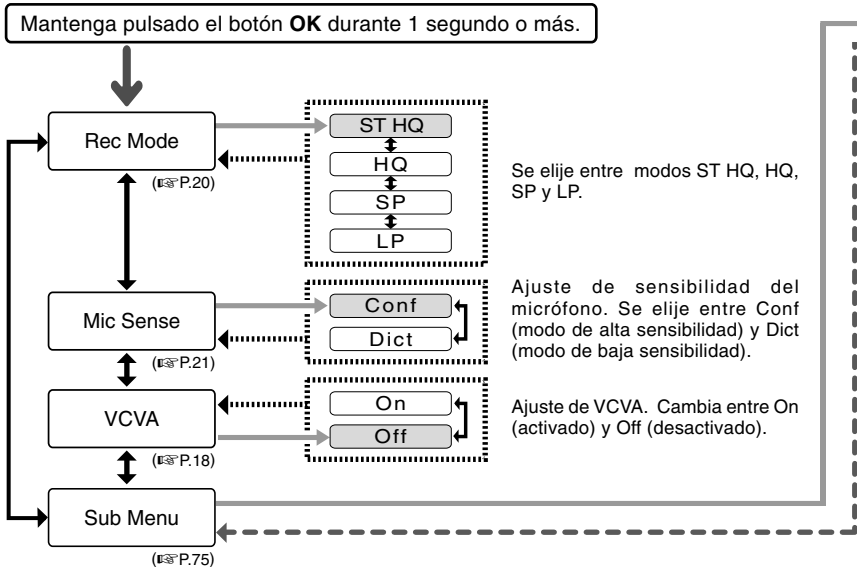 Mantenga pulsado el botón OK durante 1 segundo o más.
Rec Mode
(☞P.20)
ST HQ
HQ
SP
LP
Se elije entre modos ST HQ, HQ,
SP y LP.
Mic Sense
(☞P.21)
Conf
Dict
Ajuste de sensibilidad del
micrófono. Se elije entre Conf
(modo de alta sensibilidad) y Dict
(modo de baja sensibilidad).
VCVA
(☞P.18)
On
Off
Ajuste de VCVA. Cambia entre On
(activado) y Off (desactivado).
Sub Menu
(☞P.75)